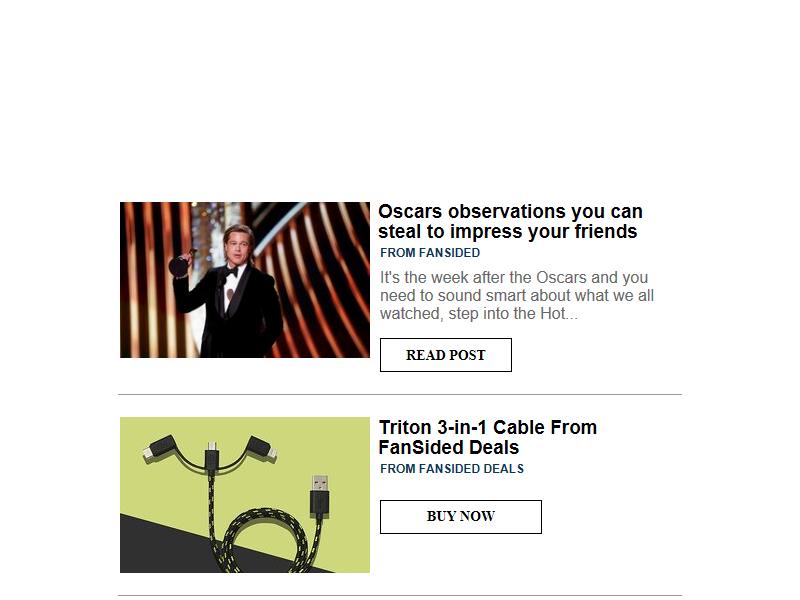 Oscars observations you can
steal to impress your friends
FROM FANSIDED
It's the week after the Oscars and you
need to sound smart about what we all
watched, step into the Hot...
READ POST
Triton 3-in-1 Cable From
FanSided Deals
FROM FANSIDED DEALS
BUY NOW